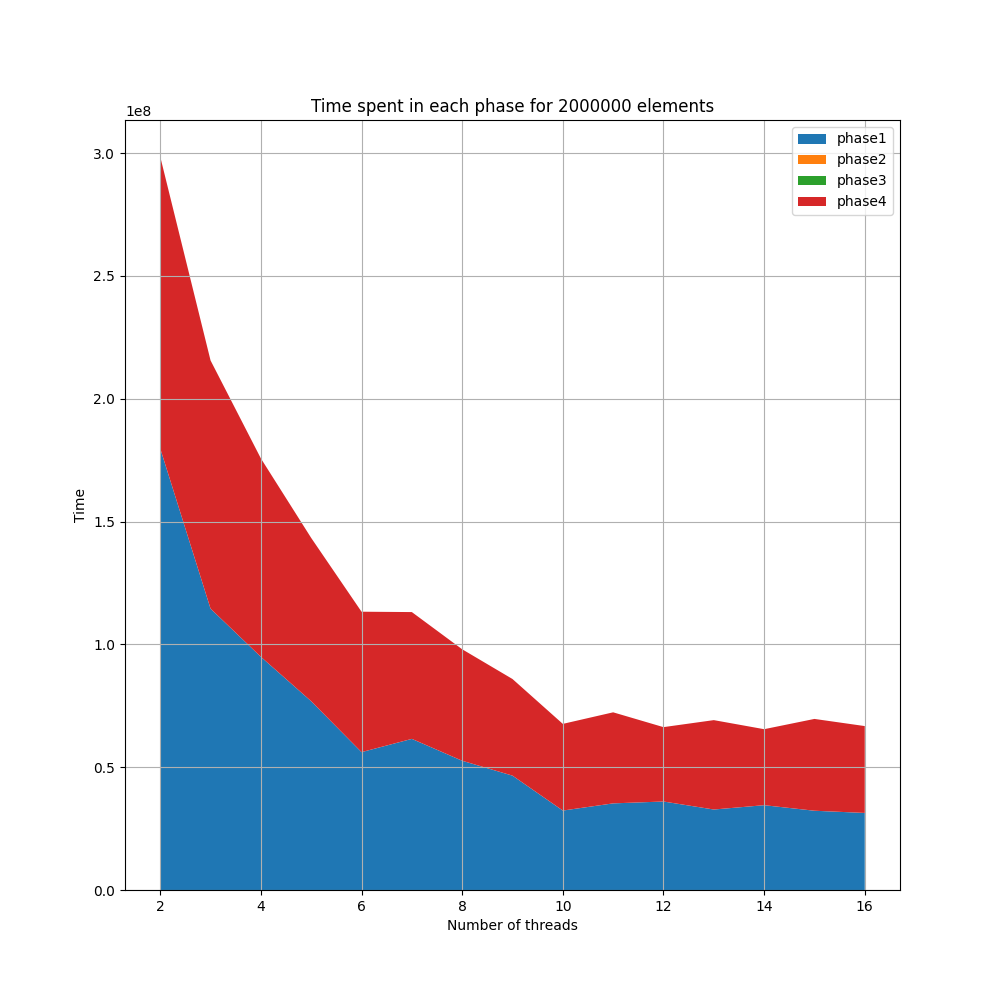 Time spent in each phase for 2000000 elements
1e8
phase1
phase2
phase3
phase4
3.0
2.5
2.0
1.5
1.0
0.5
0.0
Time
2 4 6 8 10 12 14 16
Number of threads